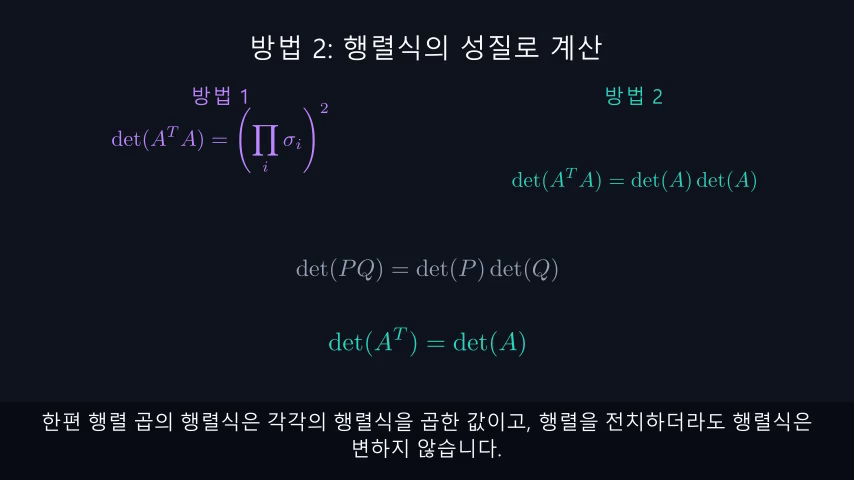 방법 2: 행렬식의 성질로 계산
방법 1
det(A^T A) = (∏_i σ_i)^2
방법 2
det(A^T A) = det(A) det(A)
det(PQ) = det(P) det(Q)
det(A^T) = det(A)
한편 행렬 곱의 행렬식은 각각의 행렬식을 곱한 값이고, 행렬을 전치하더라도 행렬식은
변하지 않습니다.